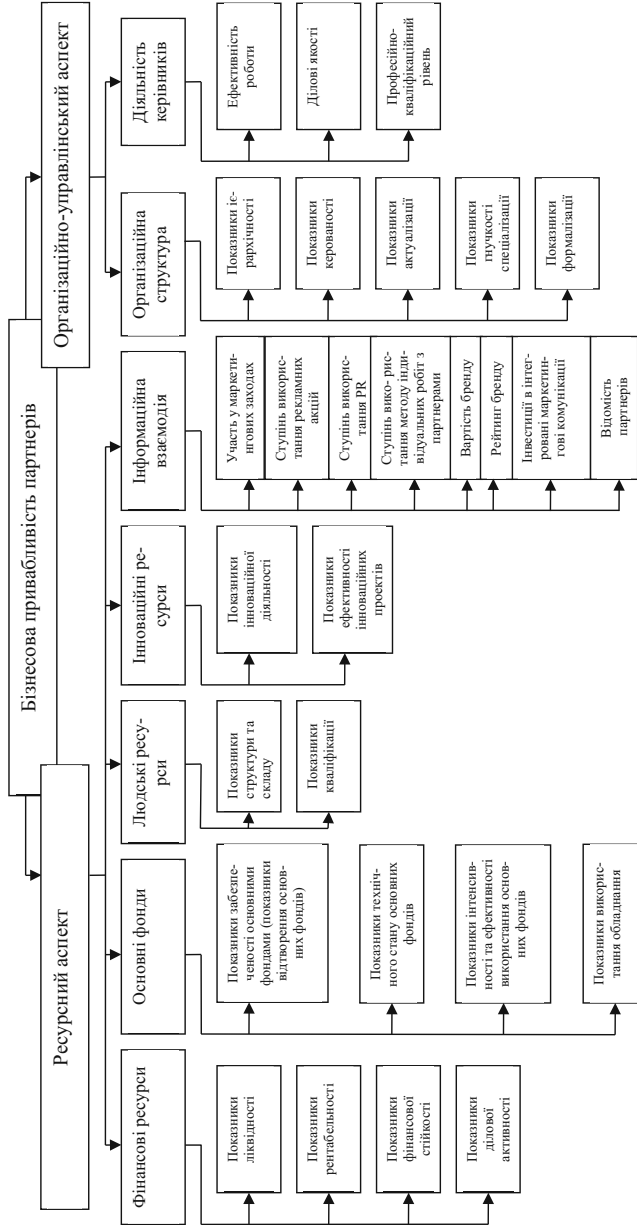 Бізнесова привабливість партнерів
Ресурсний аспект
Організаційно-управлінський аспект
Фінансові ресурси
Показники
ліквідності
Показники
рентабельності
Показники
фінансової
стійкості
Показники
ділової
активності
Основні фонди
Показники забезпе-
ченості основними
фондами (показники
відтворення основ-
них фондів)
Показники техніч-
ного стану основних
фондів
Показники інтенсив-
ності та ефективності
використання основ-
них фондів
Показники викорис-
тання обладнання
Людські ресу-
рси
Показники
структури та
складу
Показники
кваліфікації
Інноваційні ре-
сурси
Показники
інноваційної
діяльності
Показники
ефективності
інноваційних
проектів
Інформаційна
взаємодія
Участь у маркети-
нгових заходах
Ступінь викорис-
тання рекламних
акцій
Ступінь викорис-
тання PR
Ступінь вико- рис-
тання методу інди-
відуальних робіт з
партнерами
Вартість бренду
Рейтинг бренду
Інвестиції в інтег-
ровані маркетин-
гові комунікації
Відомість
партнерів
Організаційна
структура
Показники іє-
рархічності
Показники
керованості
Показники
актуалізації
Показники
гнучкості
спеціалізації
Показники
формалізації
Діяльність
керівників
Ефективність
роботи
Ділові якості
Професійно-
кваліфікаційний
рівень